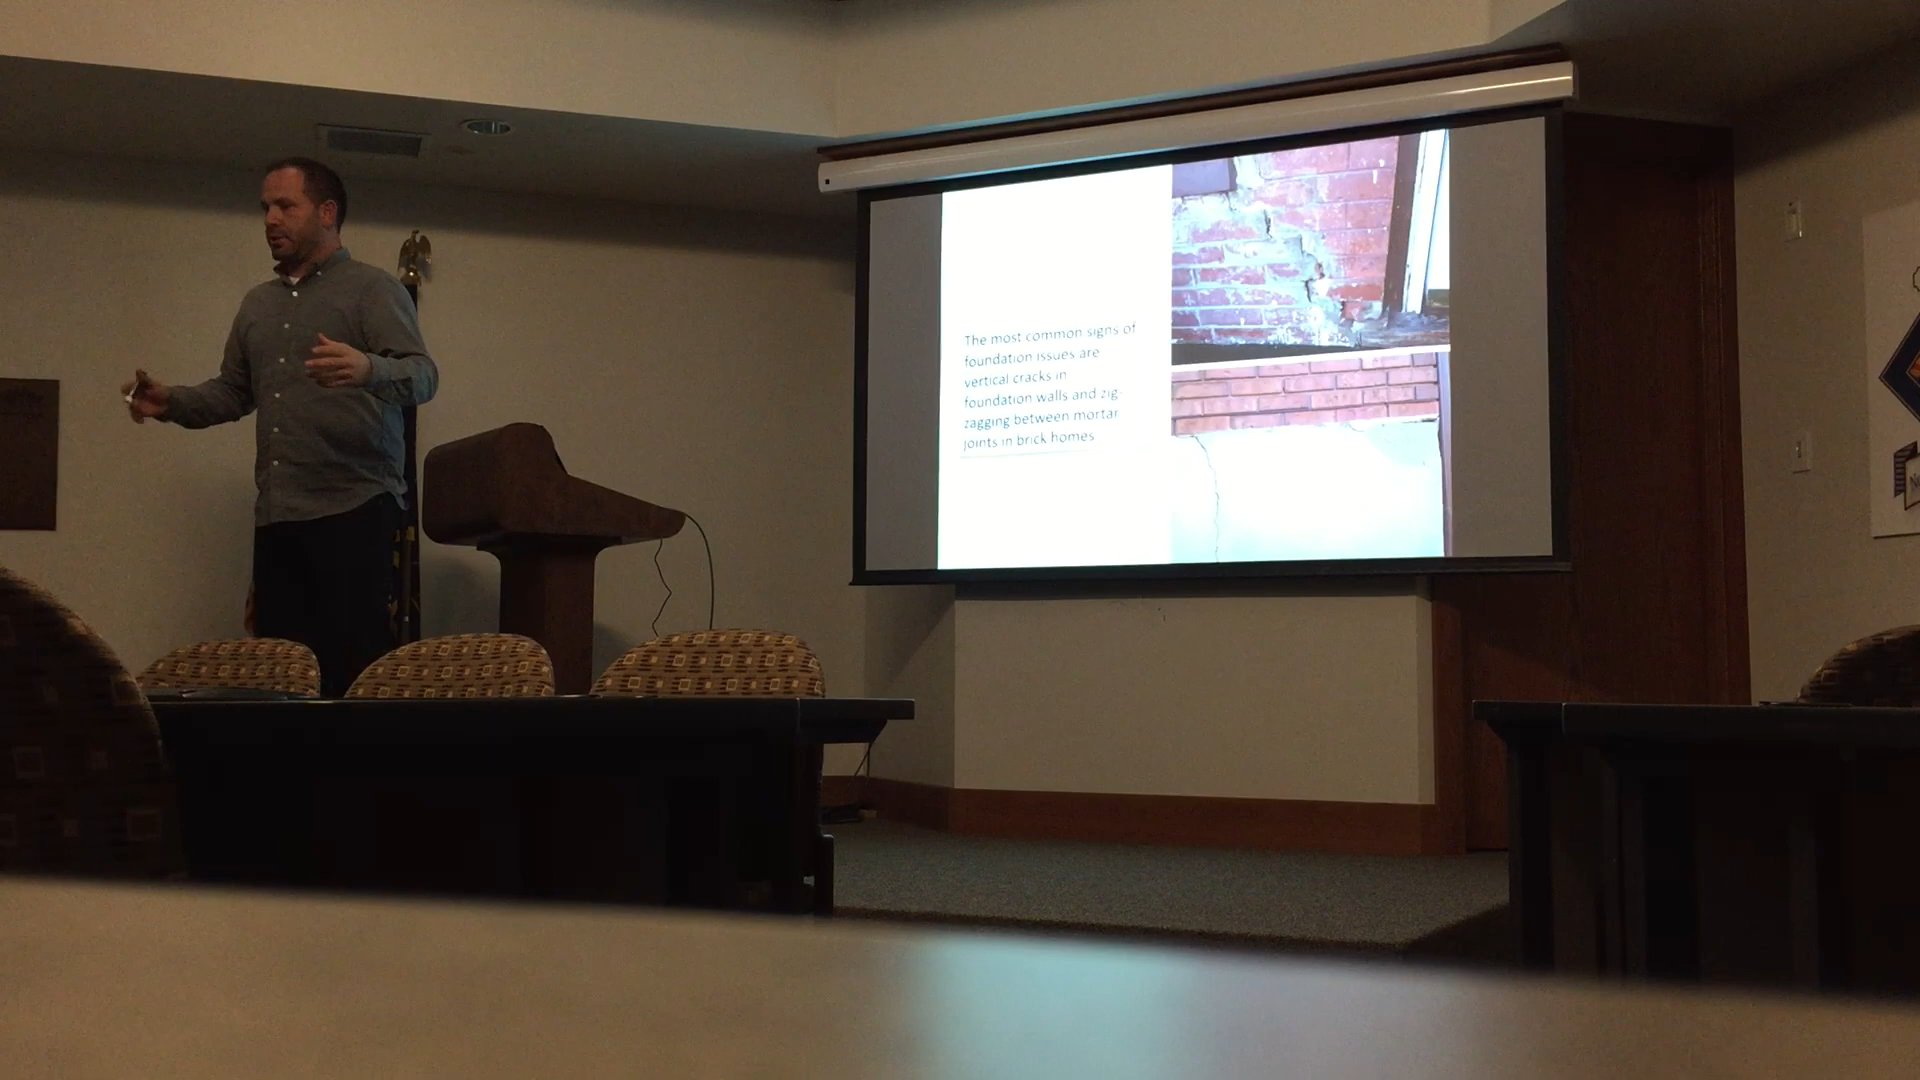 The most common signs of
foundation issues are
vertical cracks in
foundation walls and zig-
zagging between mortar
joints in brick homes